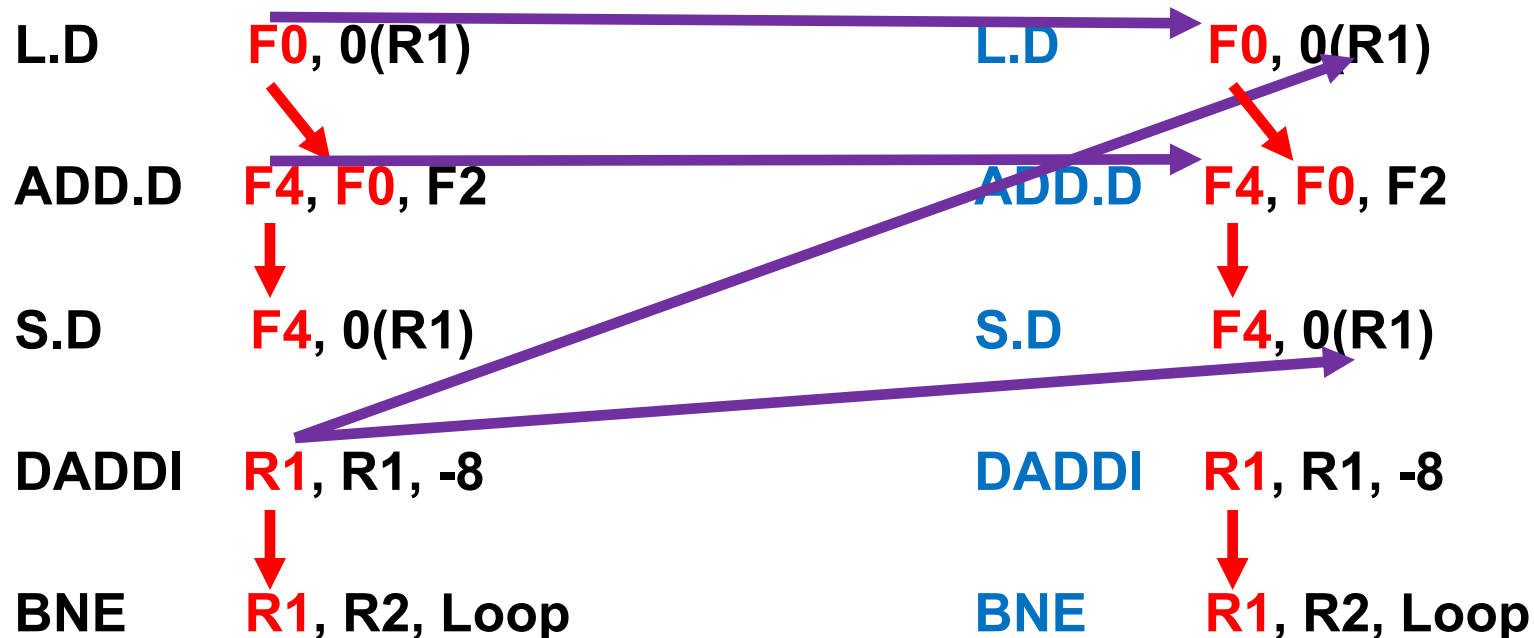 L.D F0, 0(R1) L.D F0, 0(R1)
ADD.D F4, F0, F2 ADD.D F4, F0, F2
S.D F4, 0(R1) S.D F4, 0(R1)
DADDI R1, R1, -8 DADDI R1, R1, -8
BNE R1, R2, Loop BNE R1, R2, Loop